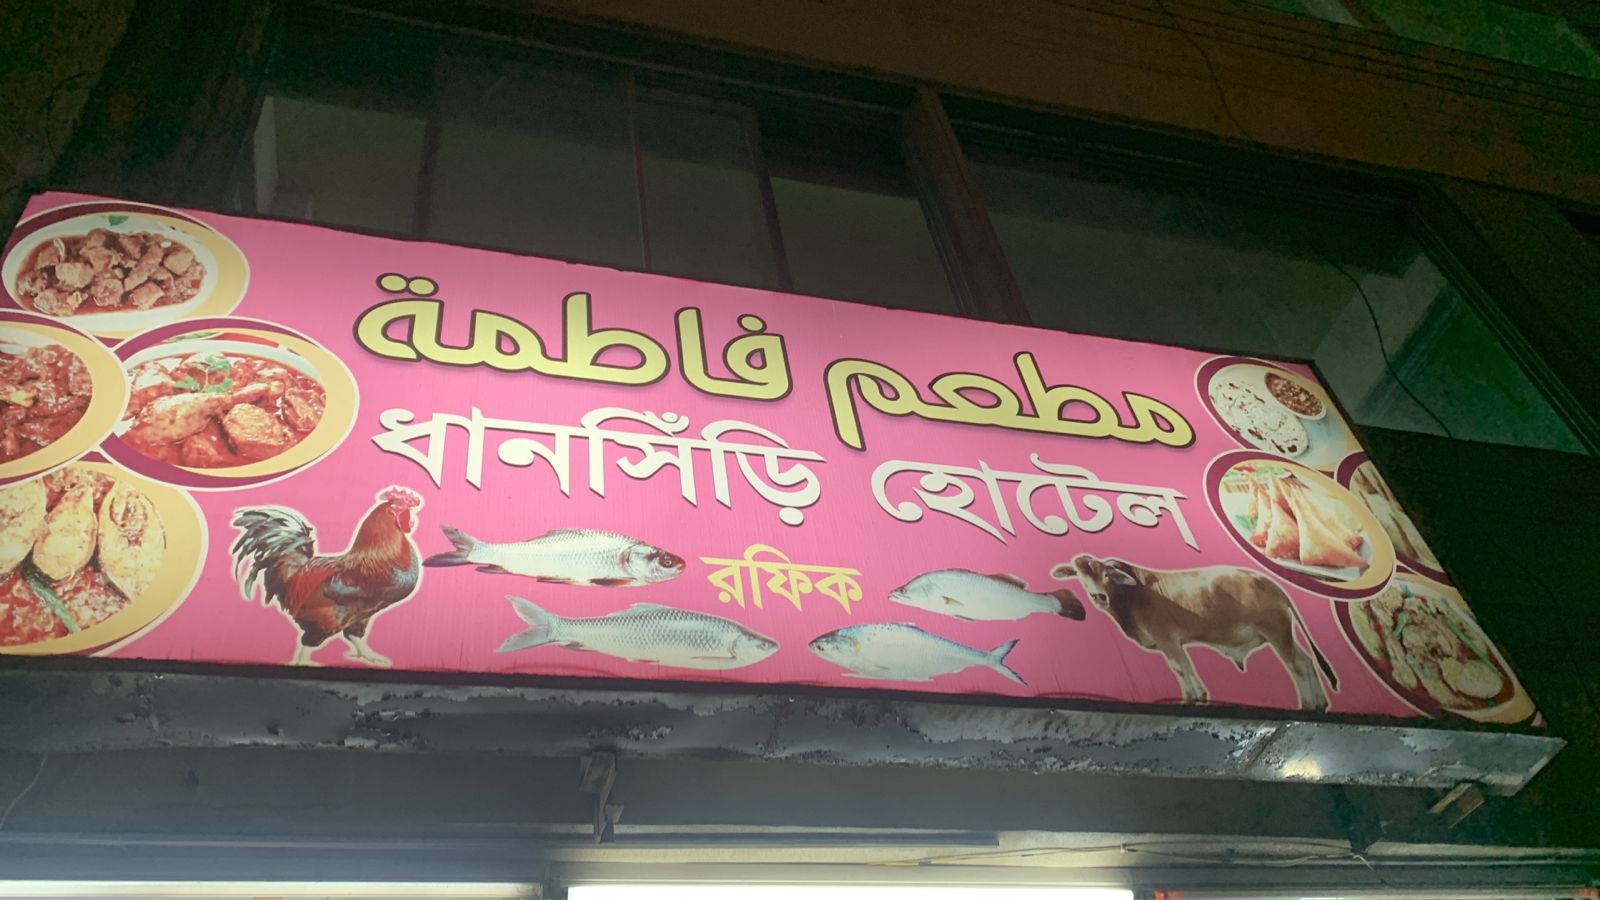 مطعم فاطمة
ধানসিঁড়ি হোটেল
রফিক